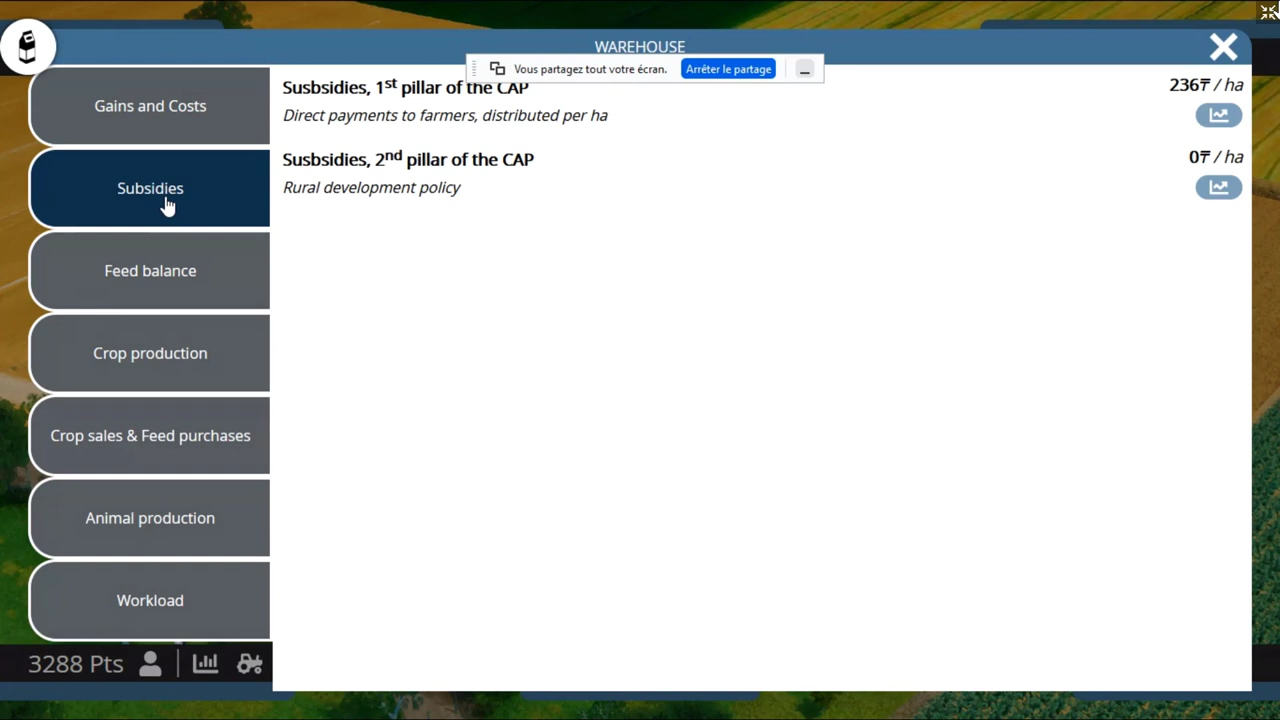 WAREHOUSE
Vous partagez tout votre écran. Arrêter le partage
Gains and Costs
Subsidies
Feed balance
Crop production
Crop sales & Feed purchases
Animal production
Workload
Susbsidies, 1st pillar of the CAP 236₸ / ha
Direct payments to farmers, distributed per ha
Susbsidies, 2nd pillar of the CAP 0₸ / ha
Rural development policy
3288 Pts